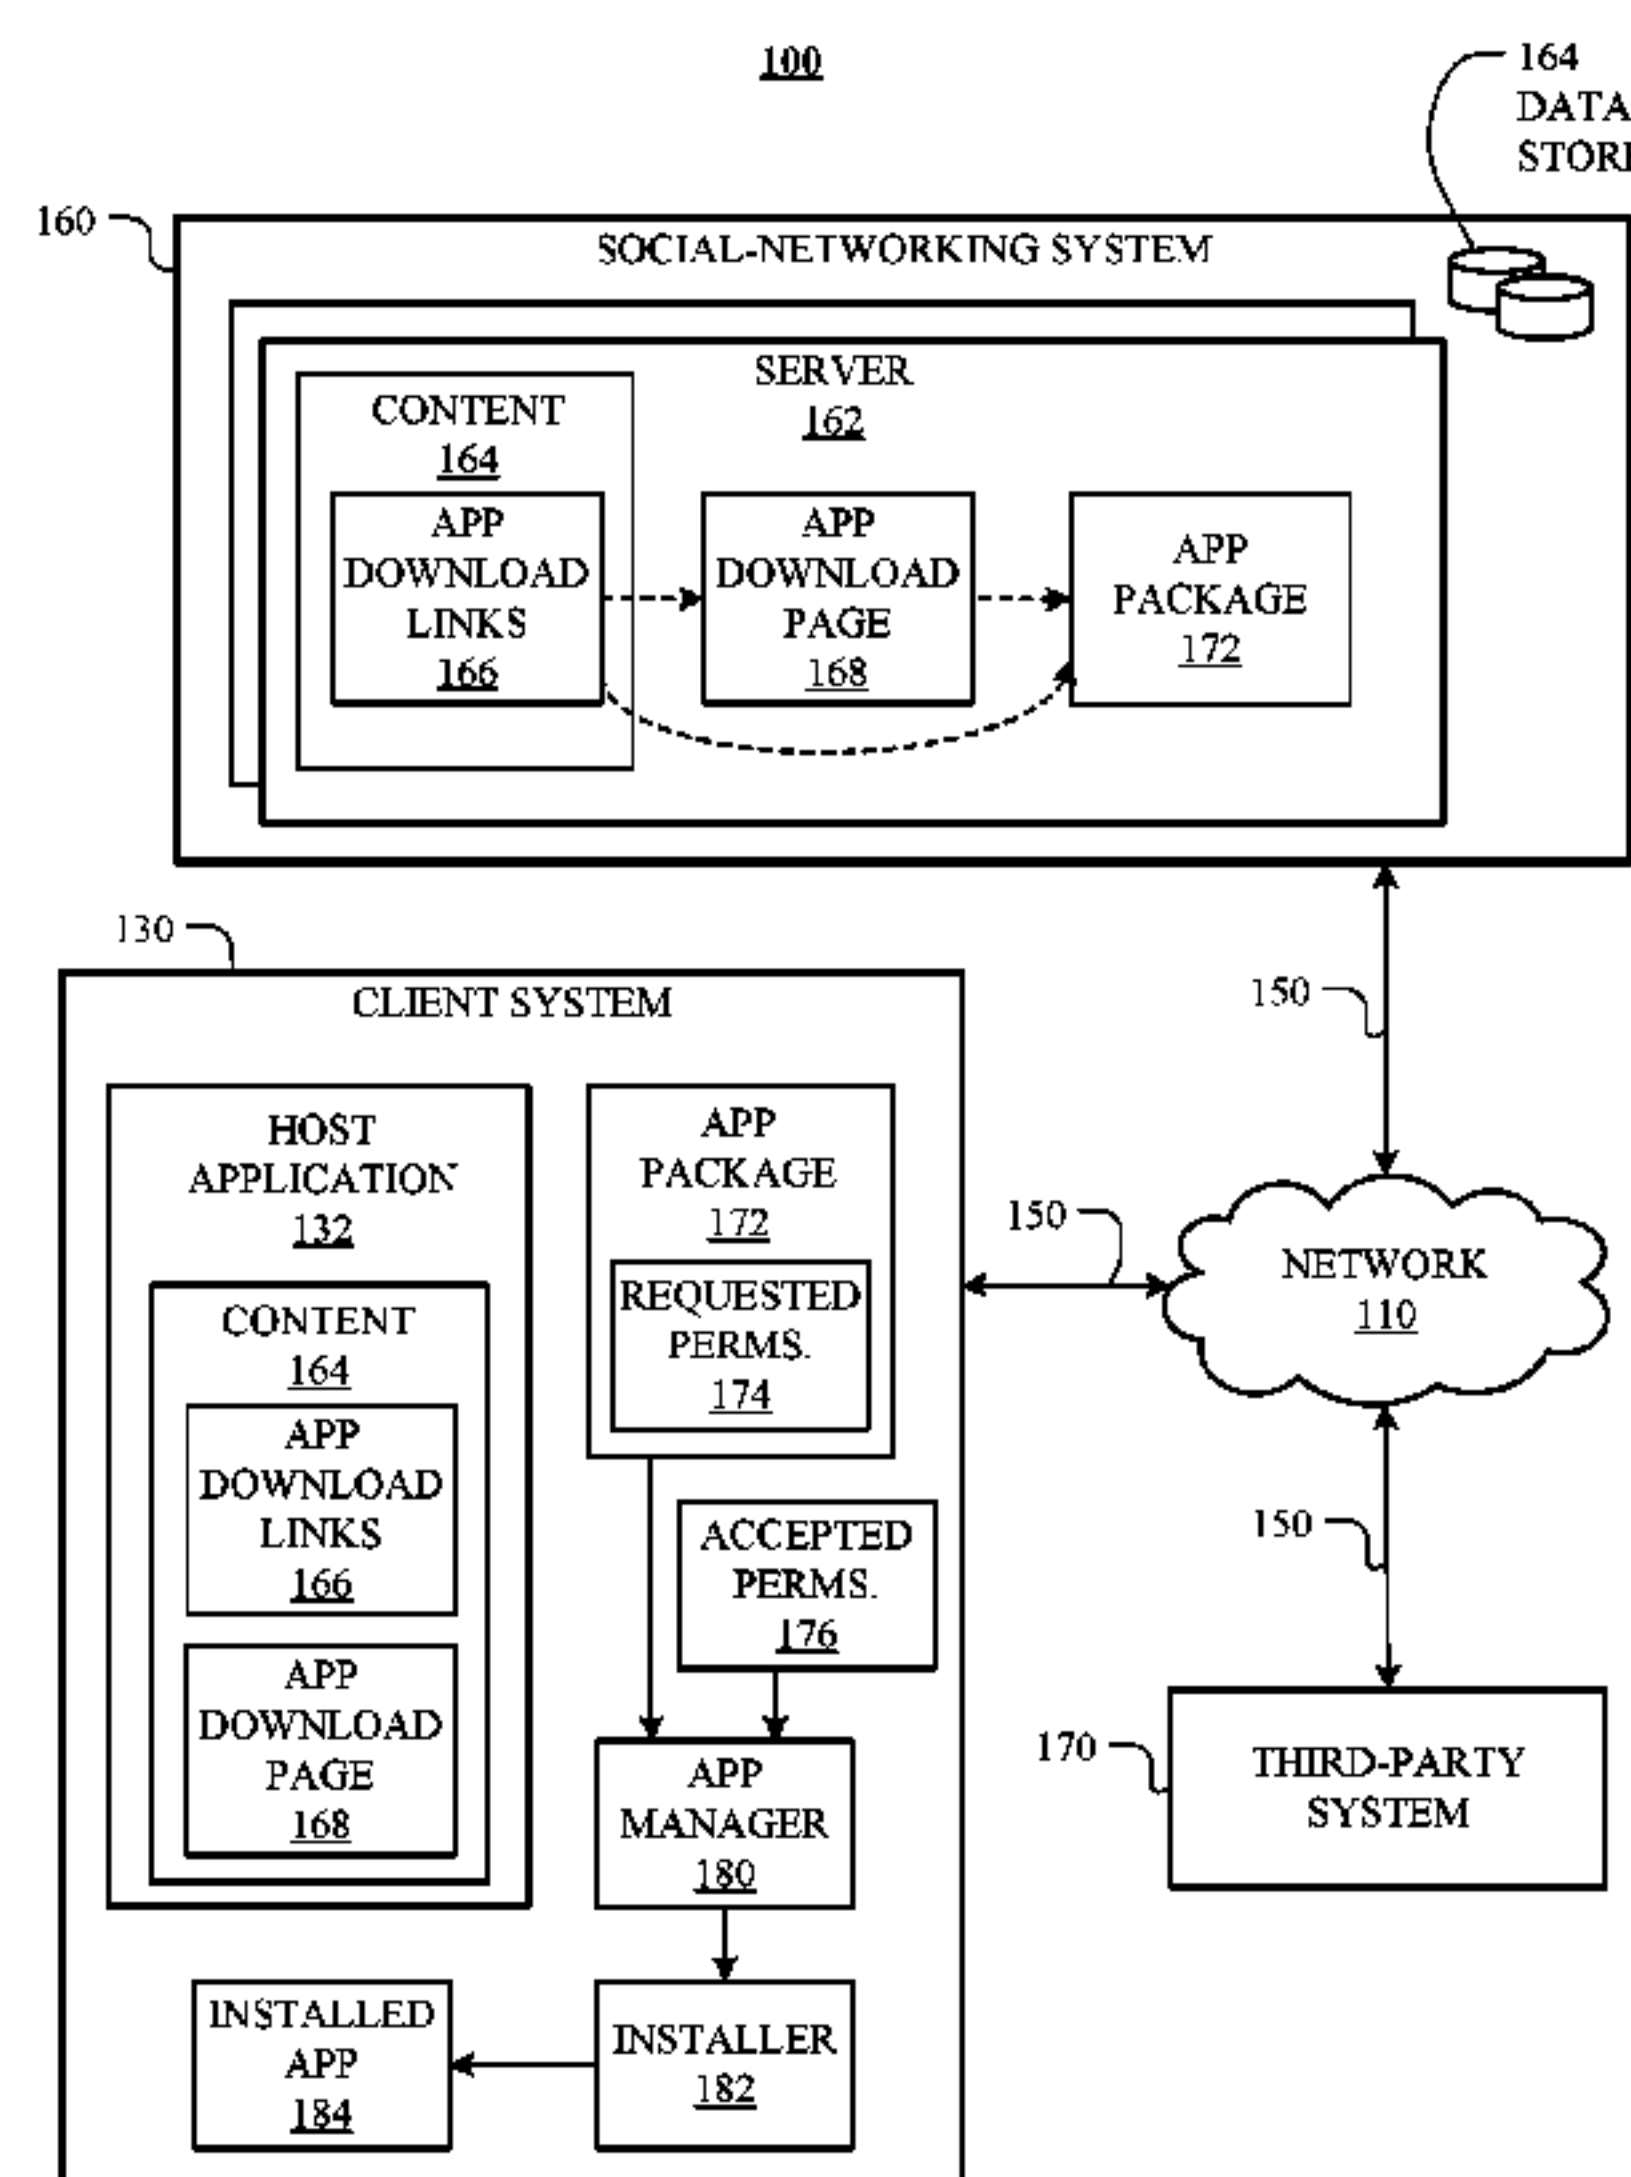 100
164
DATA
STORE
160
SOCIAL-NETWORKING SYSTEM
SERVER
162
CONTENT
164
APP
DOWNLOAD
LINKS
166
APP
DOWNLOAD
PAGE
168
APP
PACKAGE
172
130
CLIENT SYSTEM
150
HOST
APPLICATION
132
CONTENT
164
APP
DOWNLOAD
LINKS
166
APP
DOWNLOAD
PAGE
168
APP
PACKAGE
172
REQUESTED
PERMS.
174
ACCEPTED
PERMS.
176
APP
MANAGER
180
INSTALLER
182
INSTALLED
APP
184
150
NETWORK
110
150
170
THIRD-PARTY
SYSTEM